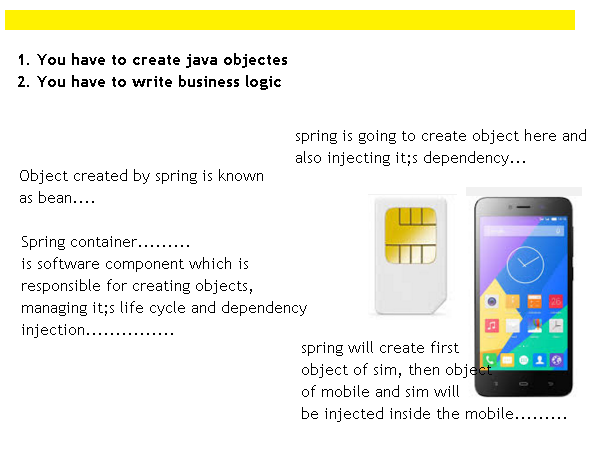 1. You have to create java objectes
2. You have to write business logic
spring is going to create object here and
also injecting it;s dependency...
Object created by spring is known
as bean....
Spring container.........
is software component which is
responsible for creating objects,
managing it;s life cycle and dependency
injection...............
spring will create first
object of sim, then object
of mobile and sim will
be injected inside the mobile.........